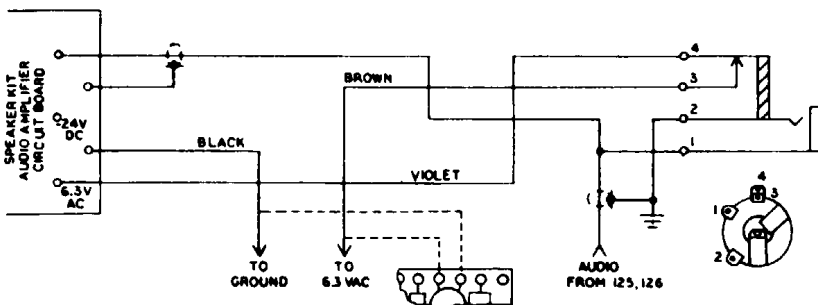 SPEAKER KIT
AUDIO AMPLIFIER
CIRCUIT BOARD
-24V
DC
6.3V
AC
BLACK
BROWN
VIOLET
4
3
2
1
TO
GROUND
TO
6.3 VAC
AUDIO
FROM 125, 126
4
3
1
2